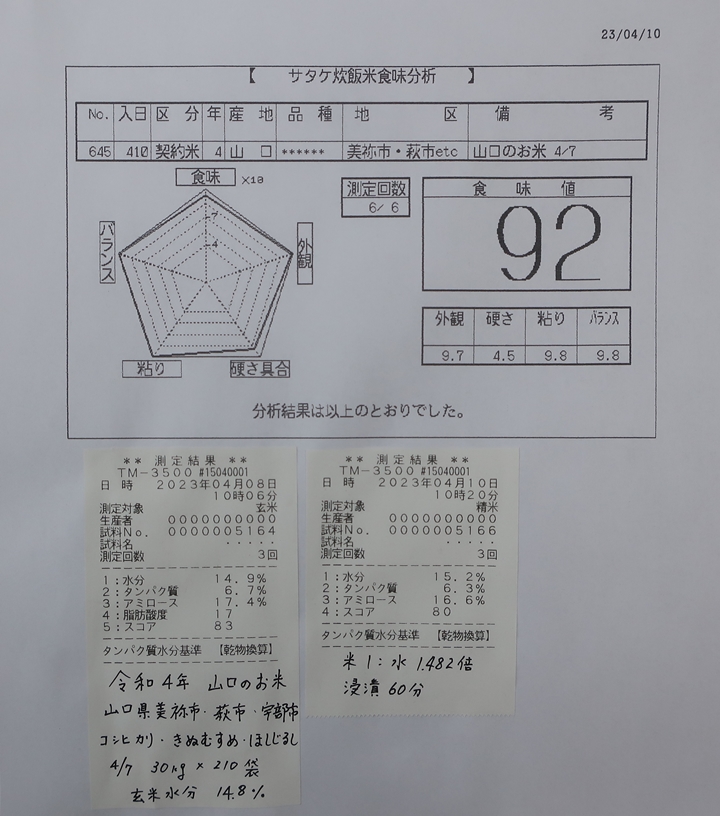 23/04/10
【 サタケ炊飯米食味分析 】
No. 入日 区分 年 産地 品種 地区 備考
645 410 契約米 4 山口 ****** 美祢市・萩市etc 山口のお米 4/7
食味 ×10
7
4
バランス
外観
粘り
硬さ具合
測定回数
6/ 6
食味値
92
外観 硬さ 粘り バランス
9.7 4.5 9.8 9.8
分析結果は以上のとおりでした。
** 測定結果 **
TM-3500 #15040001
日 時 2023年04月08日
10時06分
測定対象 玄米
生産者 0000000000
試料No. 0000005164
試料名 ・・・・・
測定回数 3回
1:水分 14.9%
2:タンパク質 6.7%
3:アミロース 17.4%
4:脂肪酸度 17
5:スコア 83
タンパク質水分基準 【乾物換算】
令和4年 山口のお米
山口県美祢市・萩市・宇部市
コシヒカリ・きぬむすめ・ほしじるし
4/7 30kg × 210袋
玄米水分 14.8%
** 測定結果 **
TM-3500 #15040001
日 時 2023年04月10日
10時20分
測定対象 精米
生産者 0000000000
試料No. 0000005166
試料名 ・・・・・
測定回数 3回
1:水分 15.2%
2:タンパク質 6.3%
3:アミロース 16.6%
4:スコア 80
タンパク質水分基準 【乾物換算】
米1:水 1.482倍
浸漬 60分